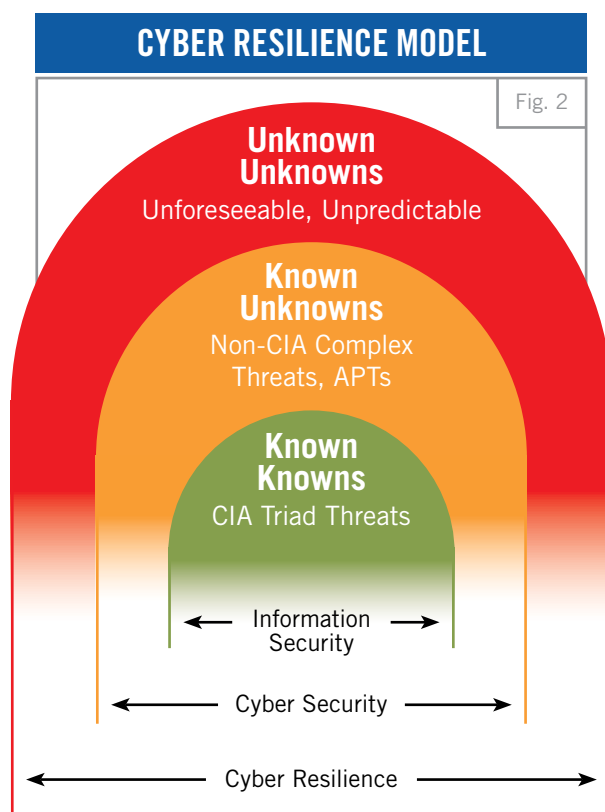 CYBER RESILIENCE MODEL
Fig. 2
Unknown
Unknowns
Unforeseeable, Unpredictable
Known
Unknowns
Non-CIA Complex
Threats, APTs
Known
Knowns
CIA Triad Threats
Information
Security
Cyber Security
Cyber Resilience